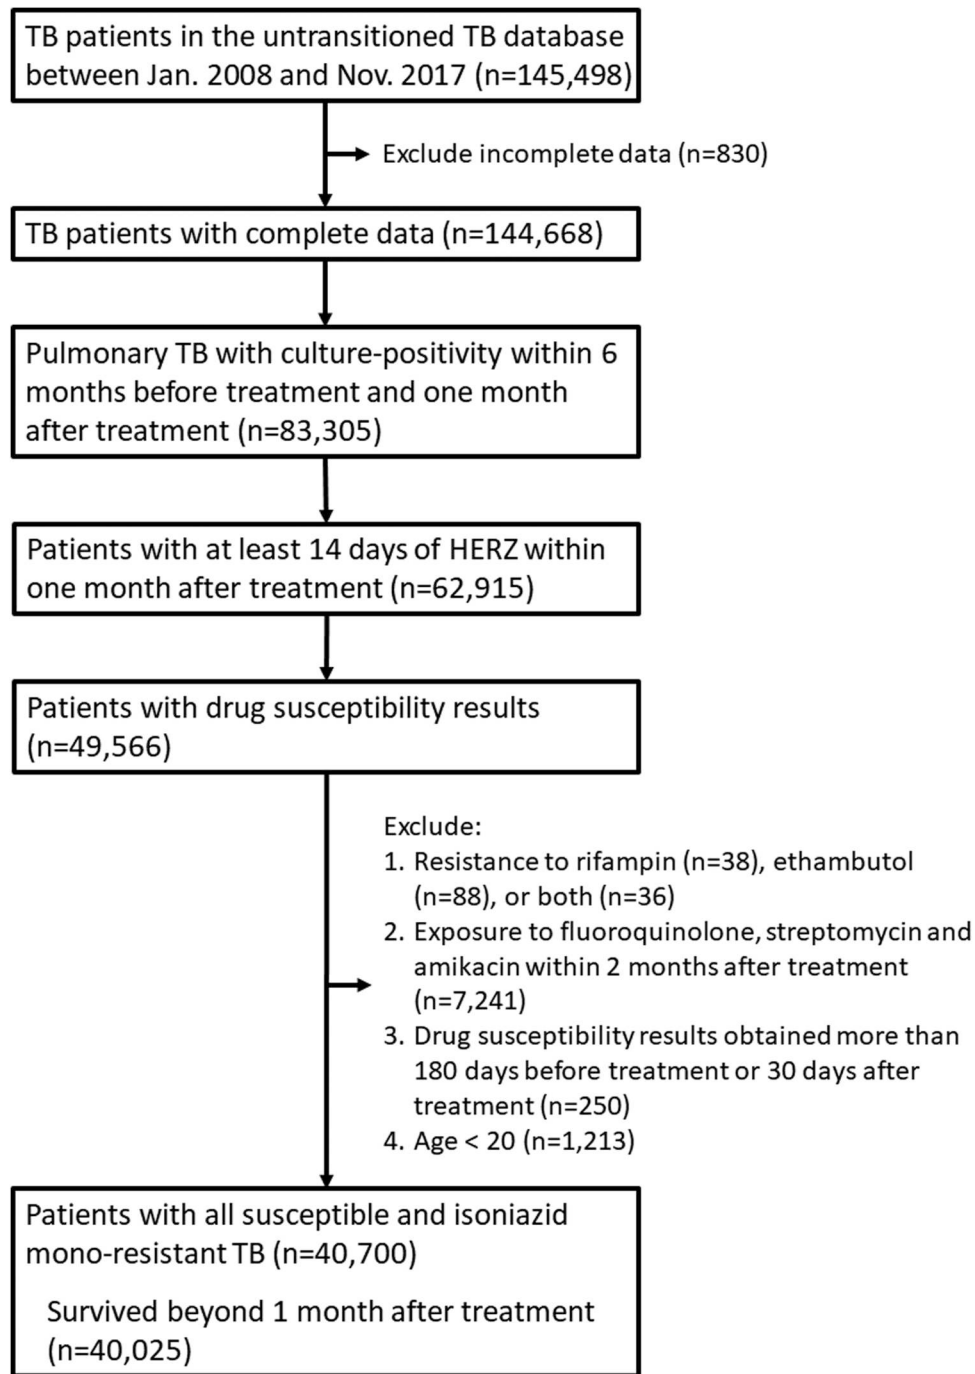 TB patients in the untransitioned TB database
between Jan. 2008 and Nov. 2017 (n=145,498)
Exclude incomplete data (n=830)
TB patients with complete data (n=144,668)
Pulmonary TB with culture-positivity within 6
months before treatment and one month
after treatment (n=83,305)
Patients with at least 14 days of HERZ within
one month after treatment (n=62,915)
Patients with drug susceptibility results
(n=49,566)
Exclude:
1. Resistance to rifampin (n=38), ethambutol
(n=88), or both (n=36)
2. Exposure to fluoroquinolone, streptomycin and
amikacin within 2 months after treatment
(n=7,241)
3. Drug susceptibility results obtained more than
180 days before treatment or 30 days after
treatment (n=250)
4. Age < 20 (n=1,213)
Patients with all susceptible and isoniazid
mono-resistant TB (n=40,700)
Survived beyond 1 month after treatment
(n=40,025)